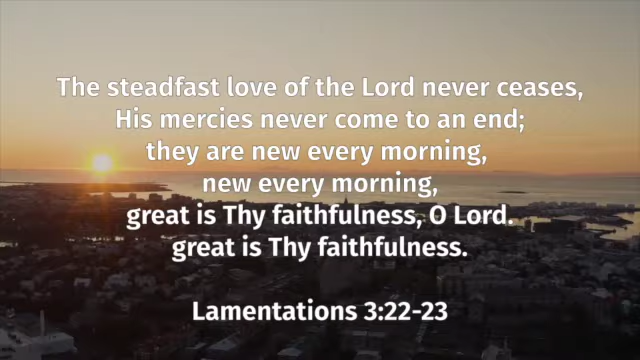 The steadfast love of the Lord never ceases,
His mercies never come to an end;
they are new every morning,
new every morning,
great is Thy faithfulness, O Lord.
great is Thy faithfulness.
Lamentations 3:22-23